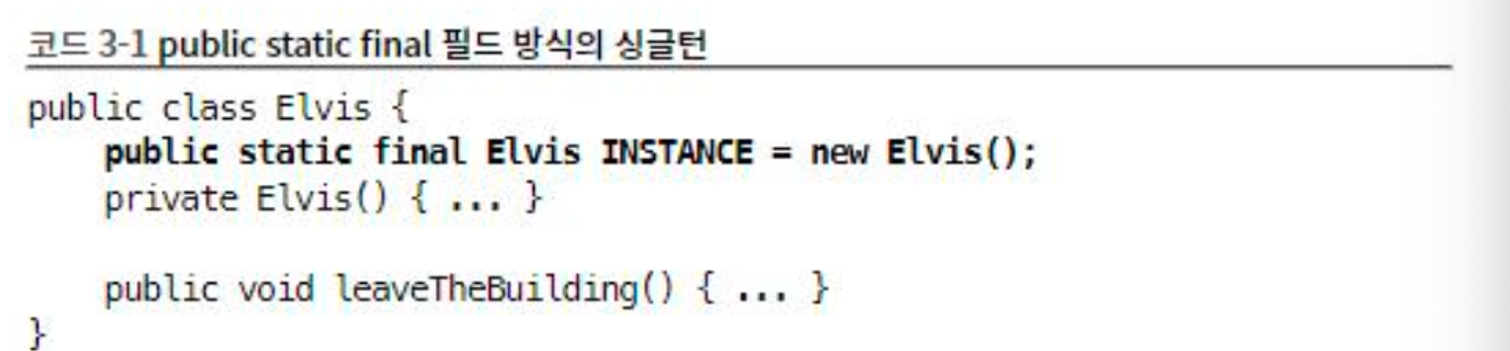 코드 3-1 public static final 필드 방식의 싱글턴
public class Elvis {
    public static final Elvis INSTANCE = new Elvis();
    private Elvis() { ... }
    public void leaveTheBuilding() { ... }
}